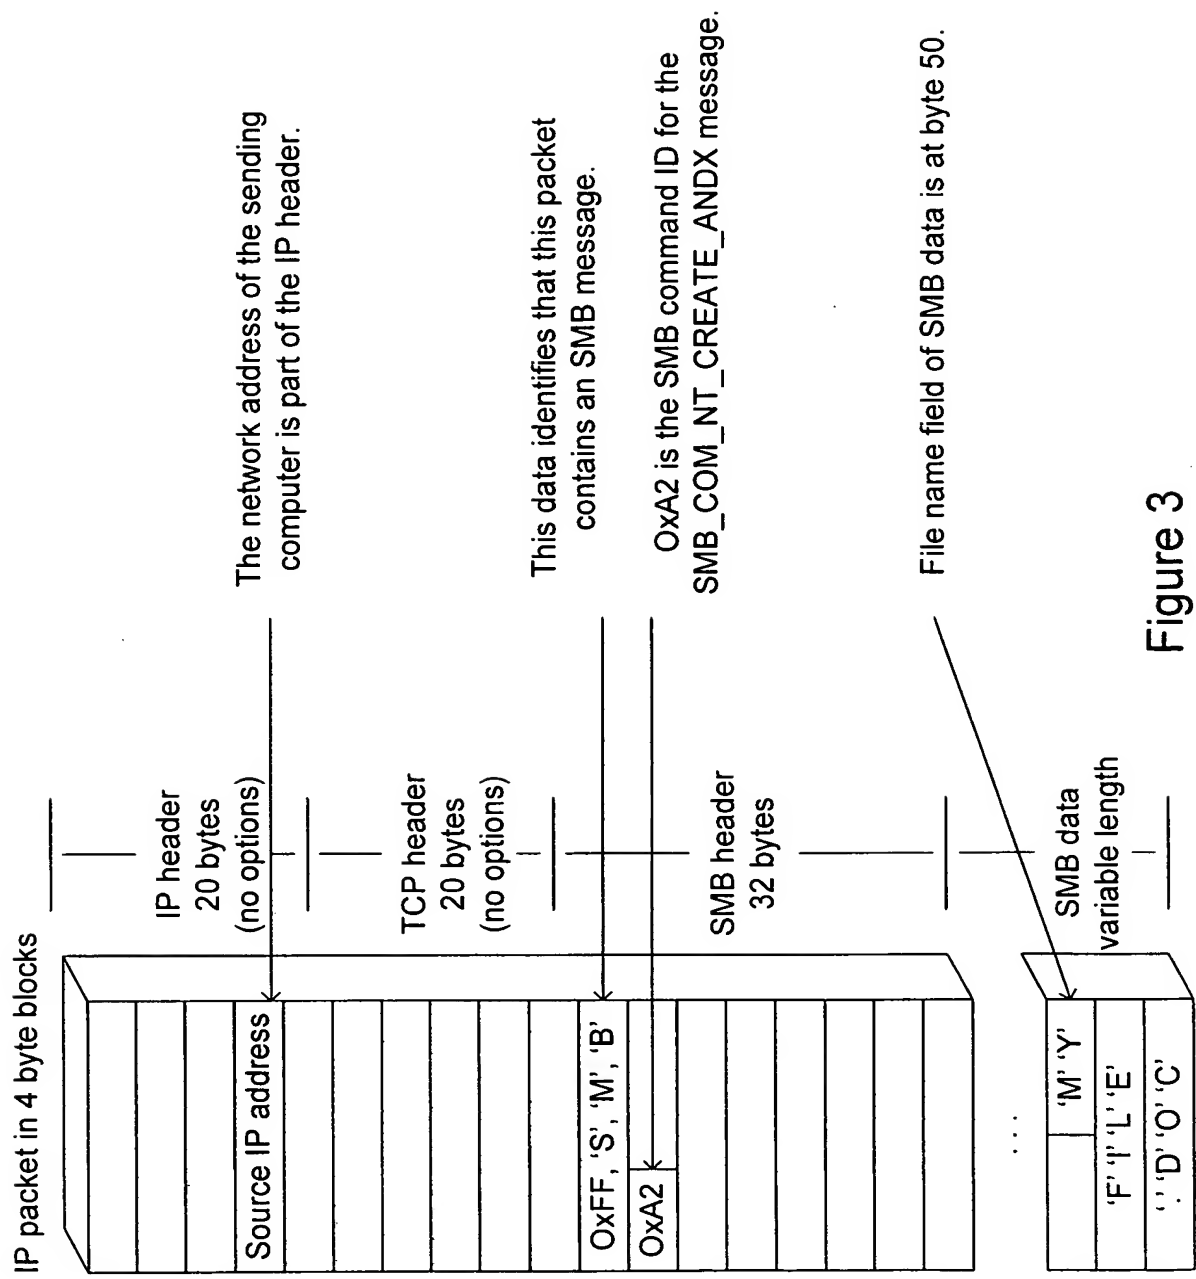 IP packet in 4 byte blocks
IP header
20 bytes
(no options)
The network address of the sending
computer is part of the IP header.
Source IP address
TCP header
20 bytes
(no options)
This data identifies that this packet
contains an SMB message.
OxFF, 'S', 'M', 'B'
OxA2
SMB header
32 bytes
OxA2 is the SMB command ID for the
SMB_COM_NT_CREATE_ANDX message.
. . . .
'M' 'Y'
'F' 'I' 'L' 'E'
'.' 'D' 'O' 'C'
SMB data
variable length
File name field of SMB data is at byte 50.
Figure 3